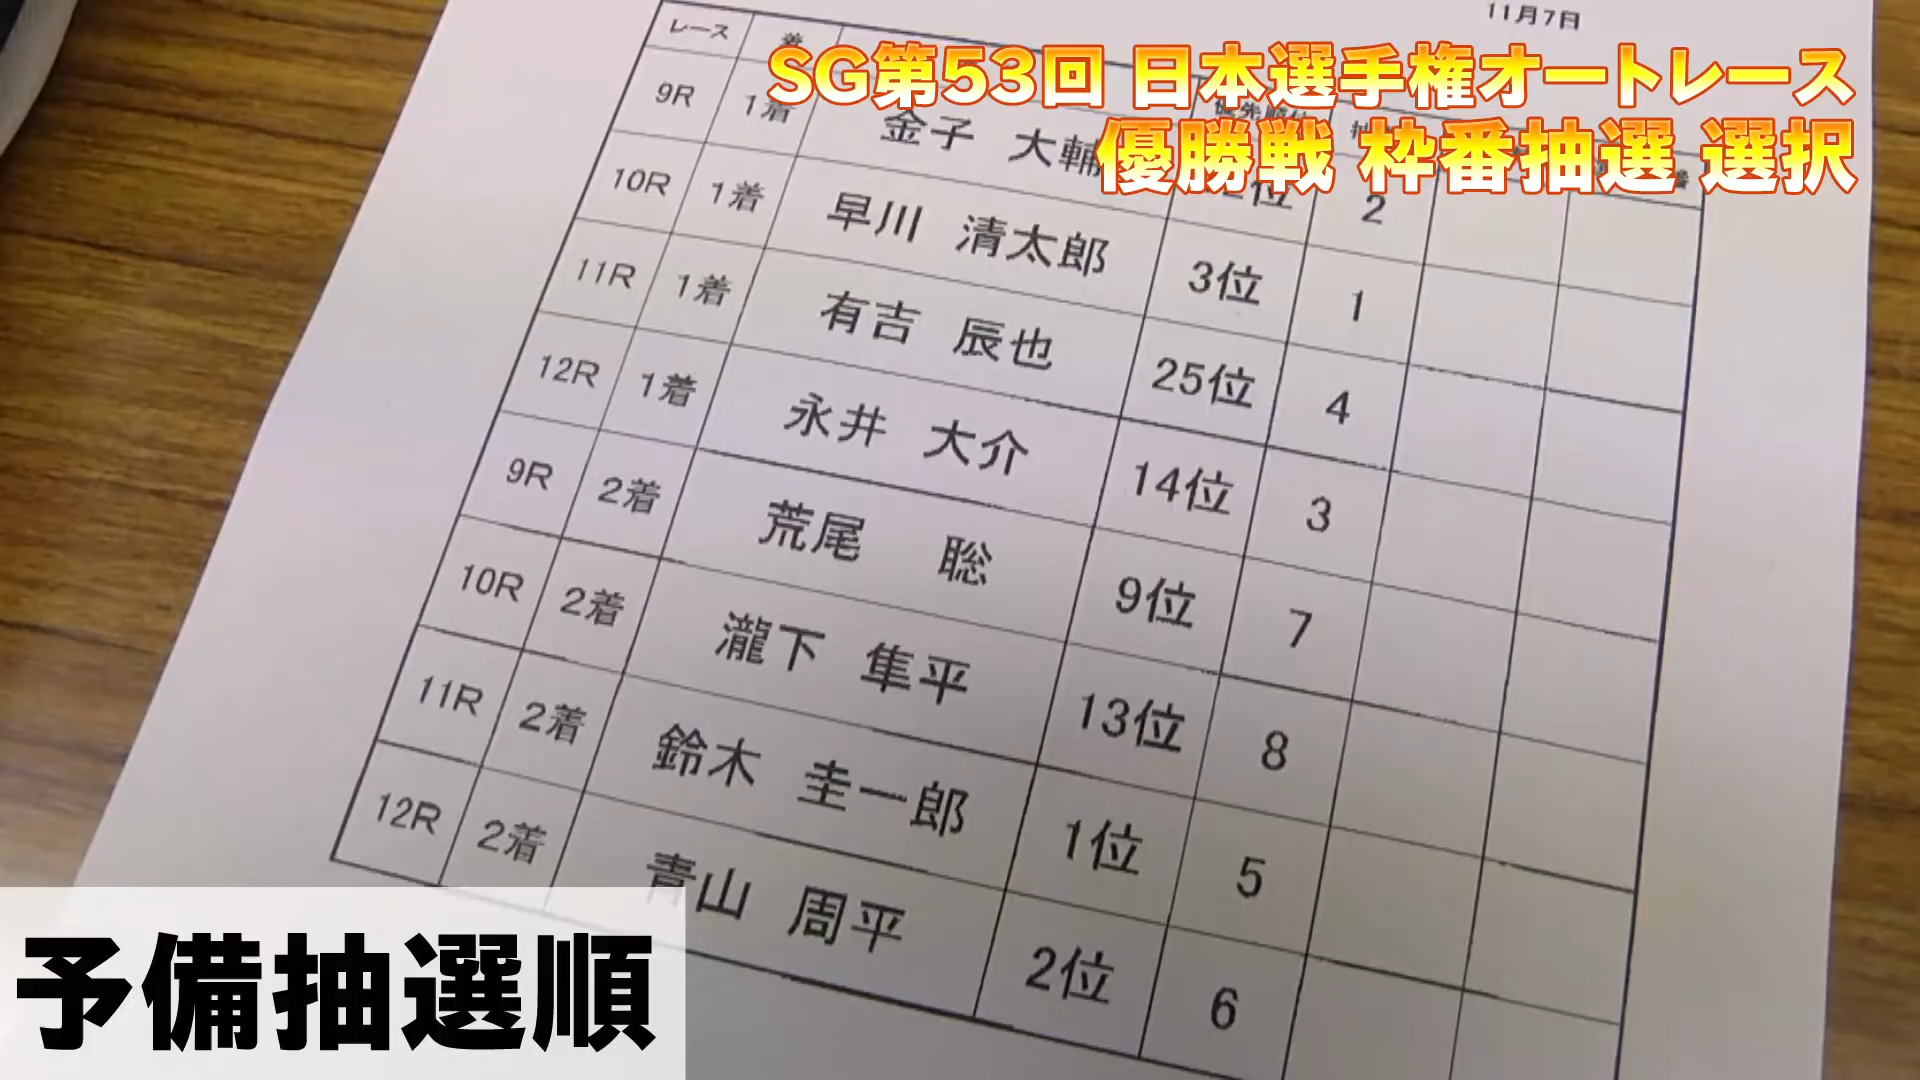 11月7日
SG第53回 日本選手権オートレース
優勝戦 枠番抽選 選択
レース 着
9R 1着 金子 大輔 2
10R 1着 早川 清太郎 3位 1
11R 1着 有吉 辰也 25位 4
12R 1着 永井 大介 14位 3
9R 2着 荒尾 聡 9位 7
10R 2着 瀧下 隼平 13位 8
11R 2着 鈴木 圭一郎 1位 5
12R 2着 青山 周平 2位 6
予備抽選順